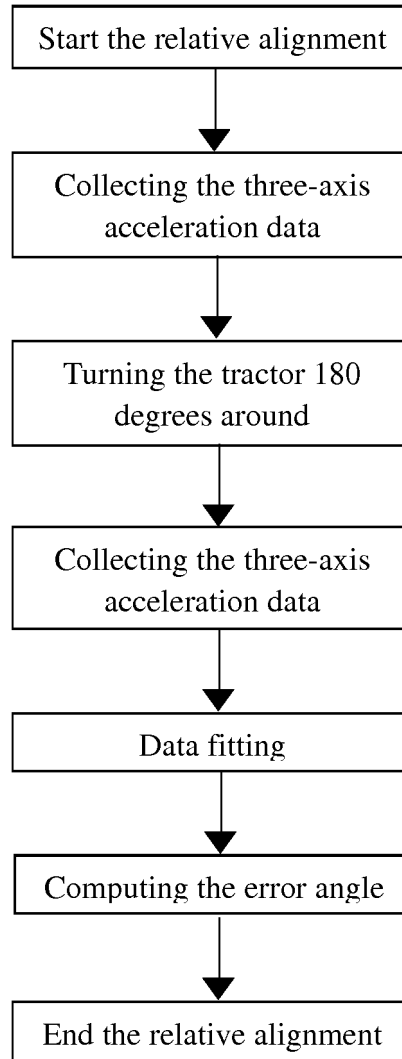 Start the relative alignment
Collecting the three-axis
acceleration data
Turning the tractor 180
degrees around
Collecting the three-axis
acceleration data
Data fitting
Computing the error angle
End the relative alignment